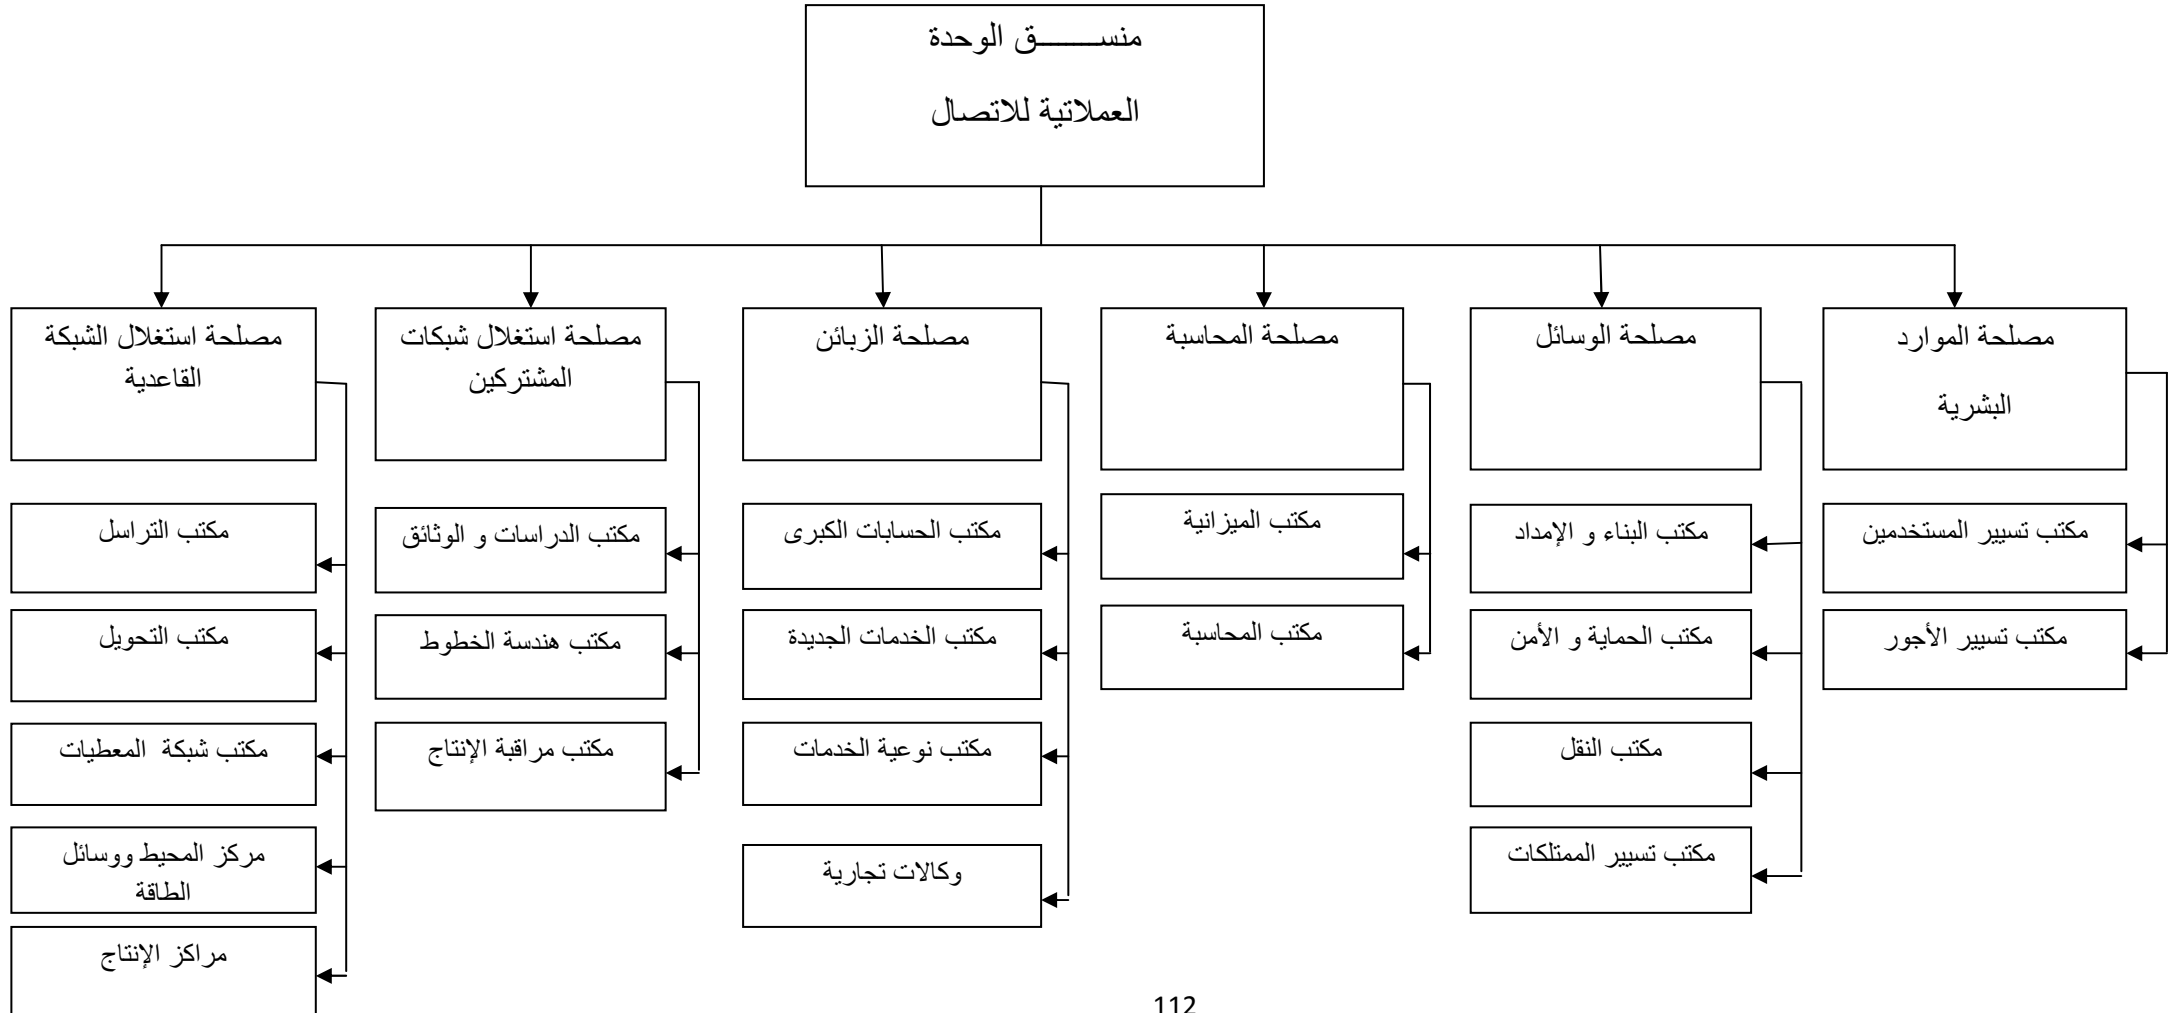 منســـــــق الوحدة
العملاتية للاتصال
مصلحة الموارد
البشرية
مصلحة الوسائل
مصلحة المحاسبة
مصلحة الزبائن
مصلحة استغلال شبكات
المشتركين
مصلحة استغلال الشبكة
القاعدية
مكتب تسيير المستخدمين
مكتب تسيير الأجور
مكتب البناء و الإمداد
مكتب الحماية و الأمن
مكتب النقل
مكتب تسيير الممتلكات
مكتب الميزانية
مكتب المحاسبة
مكتب الحسابات الكبرى
مكتب الخدمات الجديدة
مكتب نوعية الخدمات
وكالات تجارية
مكتب الدراسات و الوثائق
مكتب هندسة الخطوط
مكتب مراقبة الإنتاج
مكتب التراسل
مكتب التحويل
مكتب شبكة المعطيات
مركز المحيط ووسائل
الطاقة
مراكز الإنتاج
112